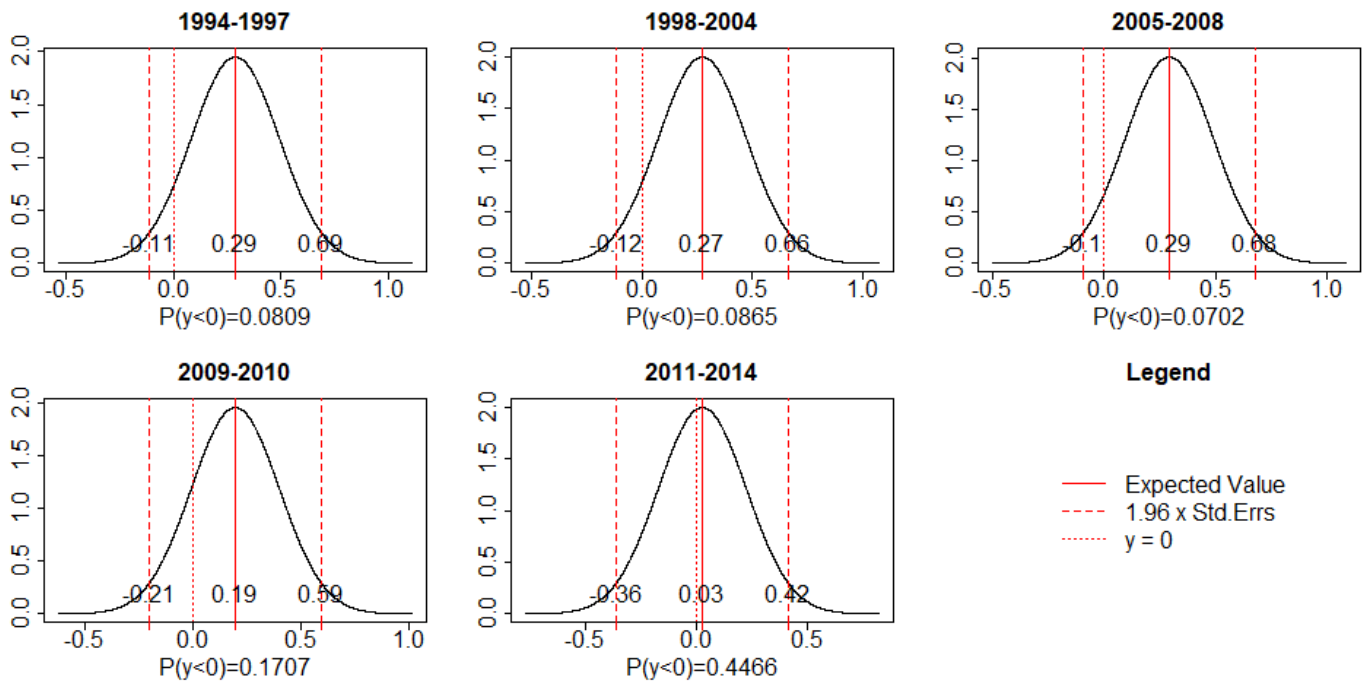 1994-1997
2.0
1.5
1.0
0.5
0.0
-0.11 0.29 0.69
-0.5 0.0 0.5 1.0
P(y<0)=0.0809
1998-2004
2.0
1.5
1.0
0.5
0.0
-0.12 0.27 0.66
-0.5 0.0 0.5 1.0
P(y<0)=0.0865
2005-2008
2.0
1.5
1.0
0.5
0.0
-0.1 0.29 0.68
-0.5 0.0 0.5 1.0
P(y<0)=0.0702
2009-2010
2.0
1.5
1.0
0.5
0.0
-0.21 0.19 0.59
-0.5 0.0 0.5 1.0
P(y<0)=0.1707
2011-2014
2.0
1.5
1.0
0.5
0.0
-0.36 0.03 0.42
-0.5 0.0 0.5
P(y<0)=0.4466
Legend
Expected Value
1.96 x Std.Errs
y = 0